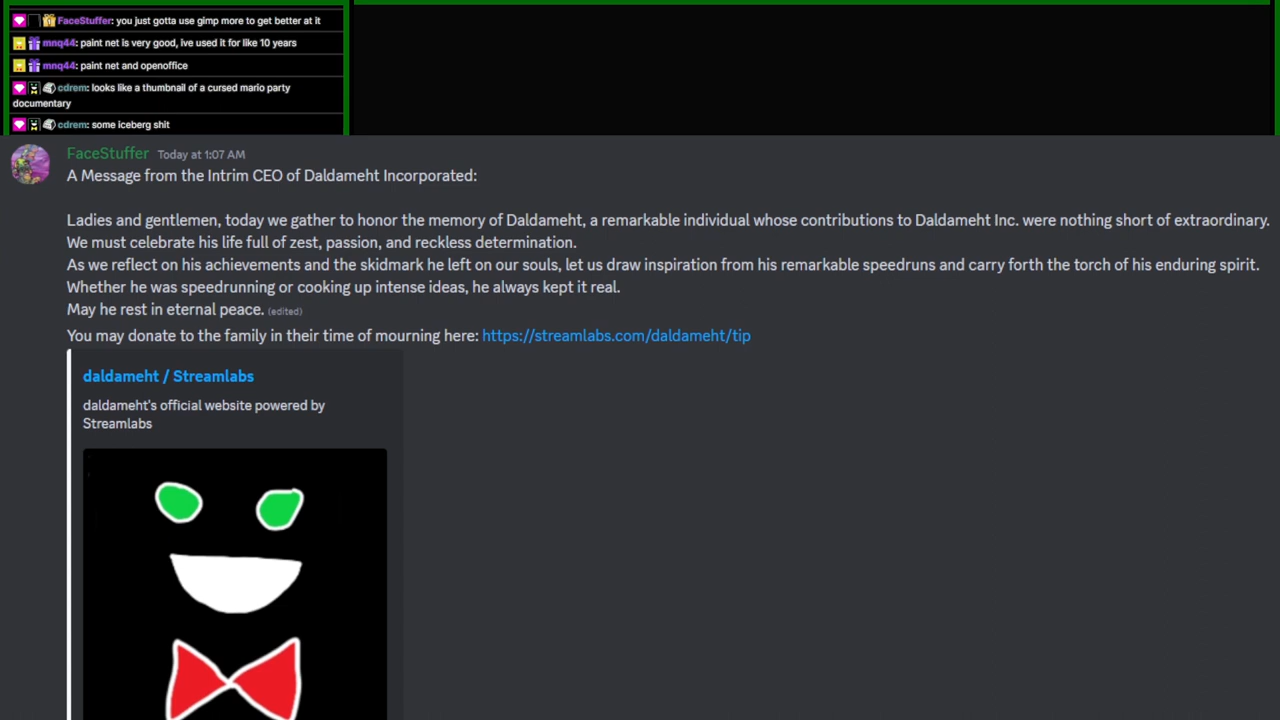 FaceStuffer: you just gotta use gimp more to get better at it
mnq44: paint net is very good, ive used it for like 10 years
mnq44: paint net and openoffice
cdrem: looks like a thumbnail of a cursed mario party
documentary
cdrem: some iceberg shit
FaceStuffer Today at 1:07 AM
A Message from the Intrim CEO of Daldameht Incorporated:
Ladies and gentlemen, today we gather to honor the memory of Daldameht, a remarkable individual whose contributions to Daldameht Inc. were nothing short of extraordinary.
We must celebrate his life full of zest, passion, and reckless determination.
As we reflect on his achievements and the skidmark he left on our souls, let us draw inspiration from his remarkable speedruns and carry forth the torch of his enduring spirit.
Whether he was speedrunning or cooking up intense ideas, he always kept it real.
May he rest in eternal peace. (edited)
You may donate to the family in their time of mourning here: https://streamlabs.com/daldameht/tip
daldameht / Streamlabs
daldameht's official website powered by
Streamlabs